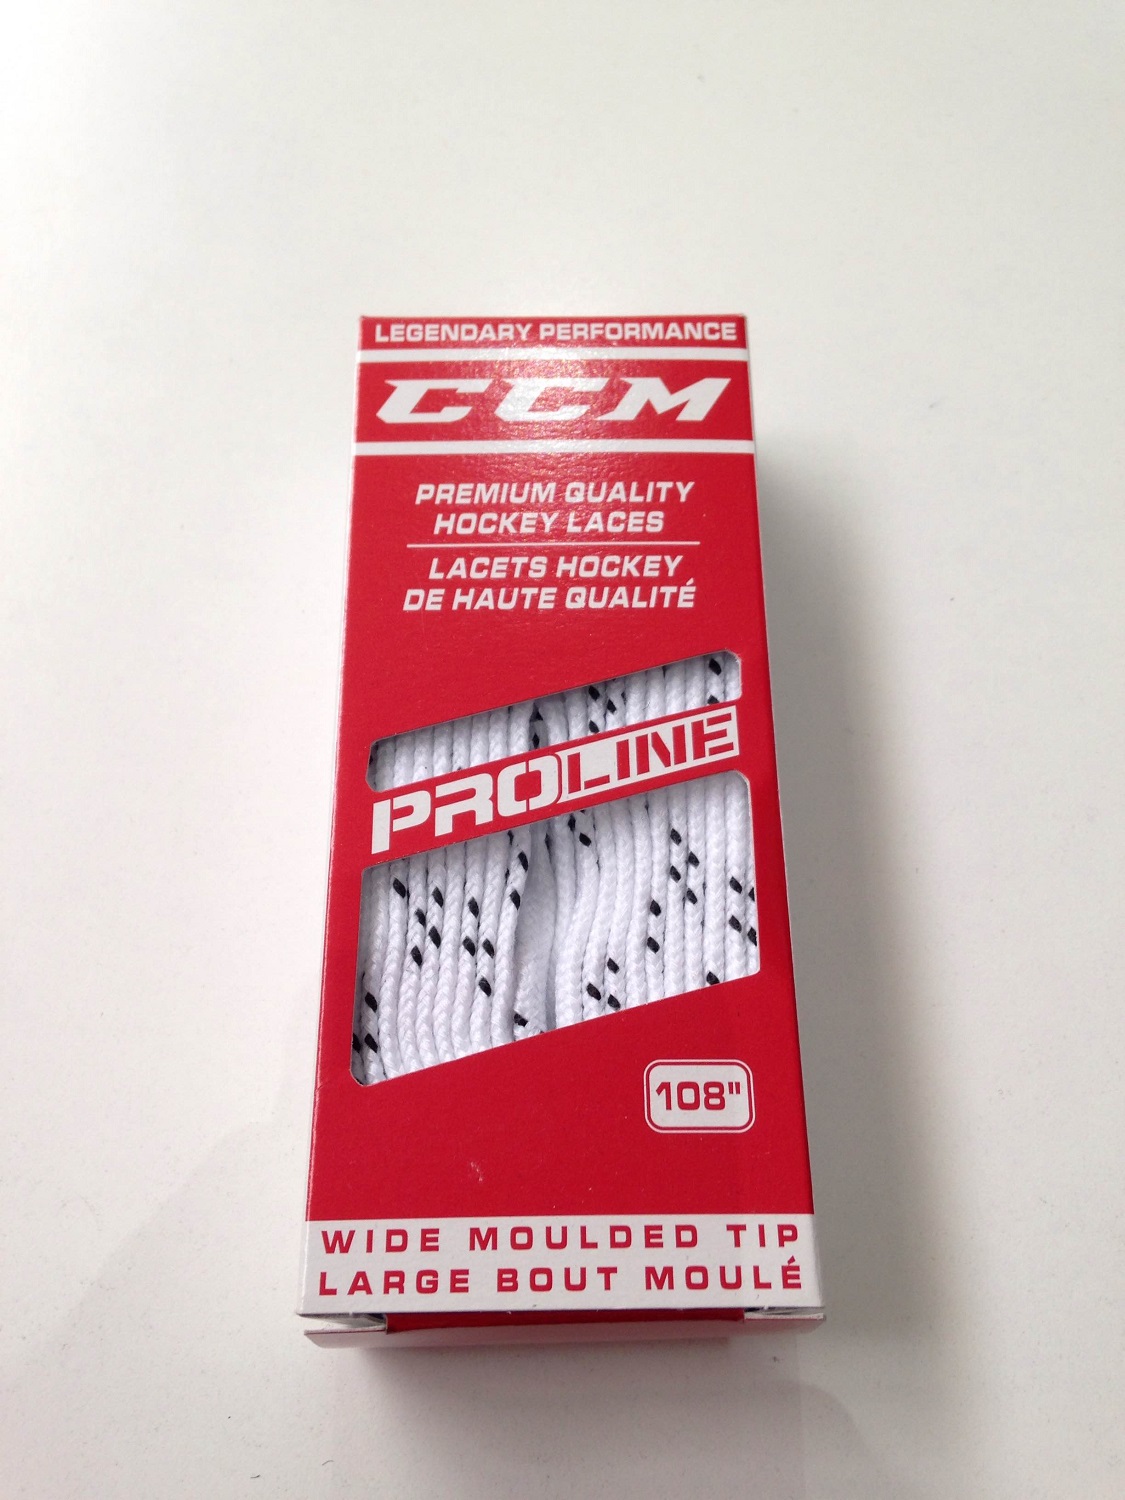 LEGENDARY PERFORMANCE
CCM
PREMIUM QUALITY
HOCKEY LACES
LACETS HOCKEY
DE HAUTE QUALITÉ
PROLINE
108"
WIDE MOULDED TIP
LARGE BOUT MOULÉ